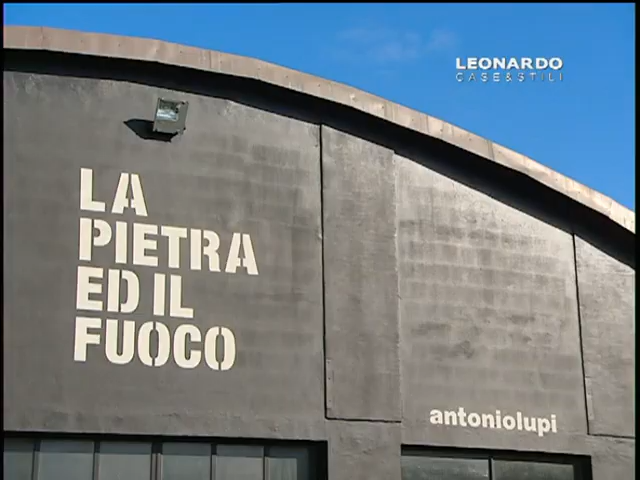 LEONARDO
CASE&STILI
LA
PIETRA
ED IL
FUOCO
antoniolupi